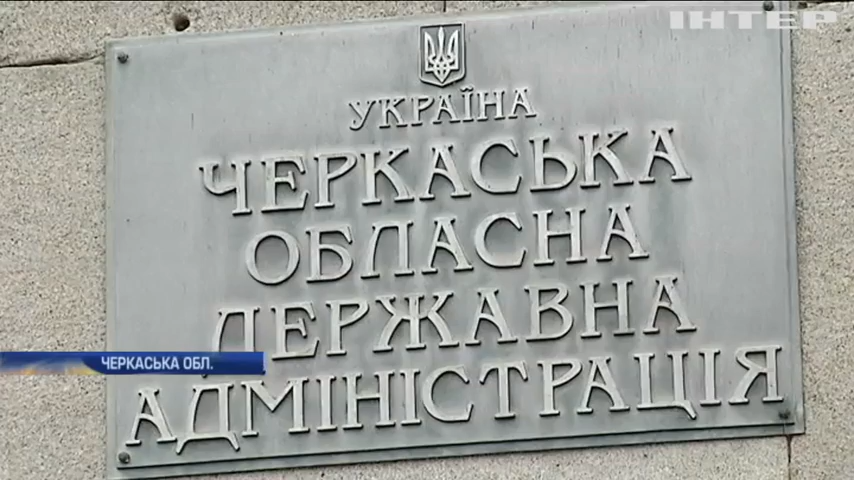 ІНТЕР
УКРАЇНА
ЧЕРКАСЬКА
ОБЛАСНА
ДЕРЖАВНА
АДМІНІСТРАЦІЯ
ЧЕРКАСЬКА ОБЛ.